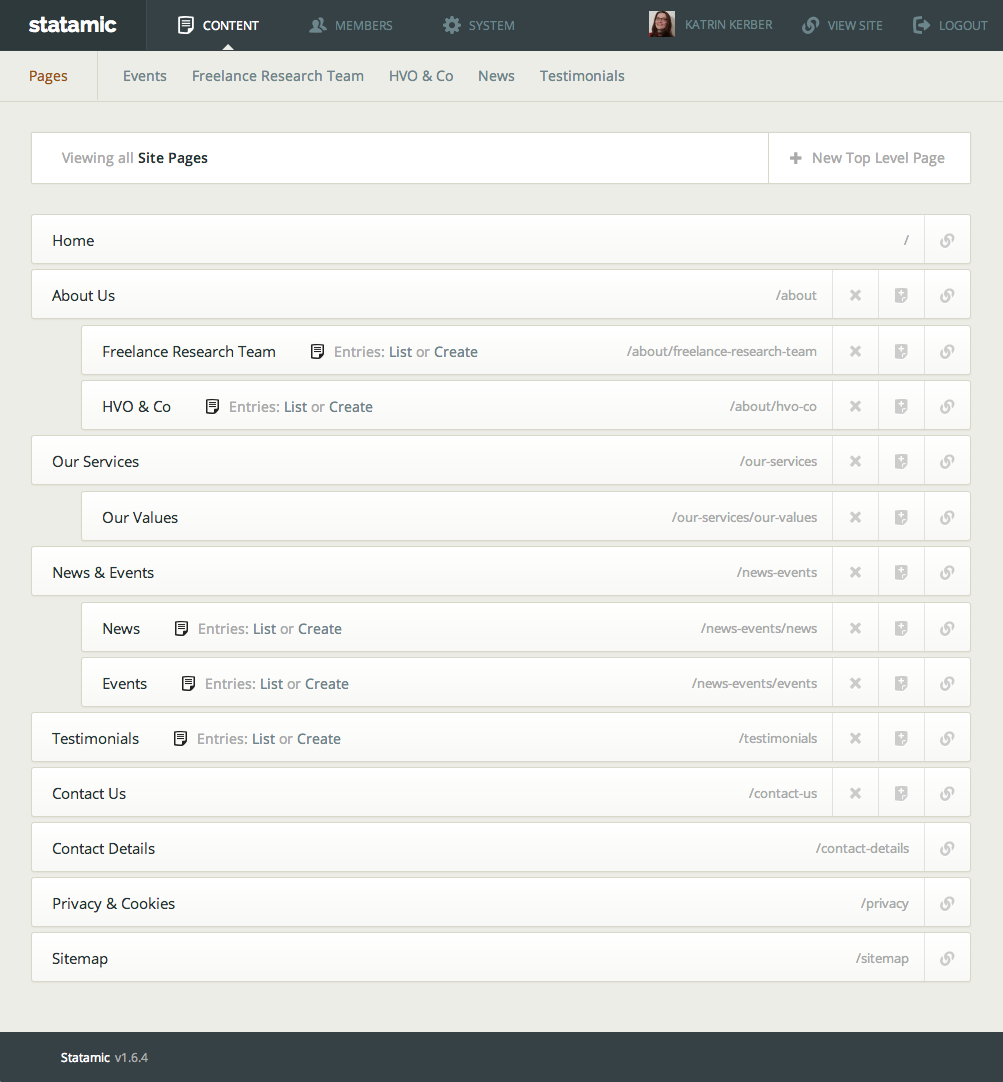 statamic CONTENT MEMBERS SYSTEM KATRIN KERBER VIEW SITE LOGOUT
Pages Events Freelance Research Team HVO & Co News Testimonials
Viewing all Site Pages New Top Level Page
Home /
About Us /about
Freelance Research Team Entries: List or Create /about/freelance-research-team
HVO & Co Entries: List or Create /about/hvo-co
Our Services /our-services
Our Values /our-services/our-values
News & Events /news-events
News Entries: List or Create /news-events/news
Events Entries: List or Create /news-events/events
Testimonials Entries: List or Create /testimonials
Contact Us /contact-us
Contact Details /contact-details
Privacy & Cookies /privacy
Sitemap /sitemap
Statamic v1.6.4